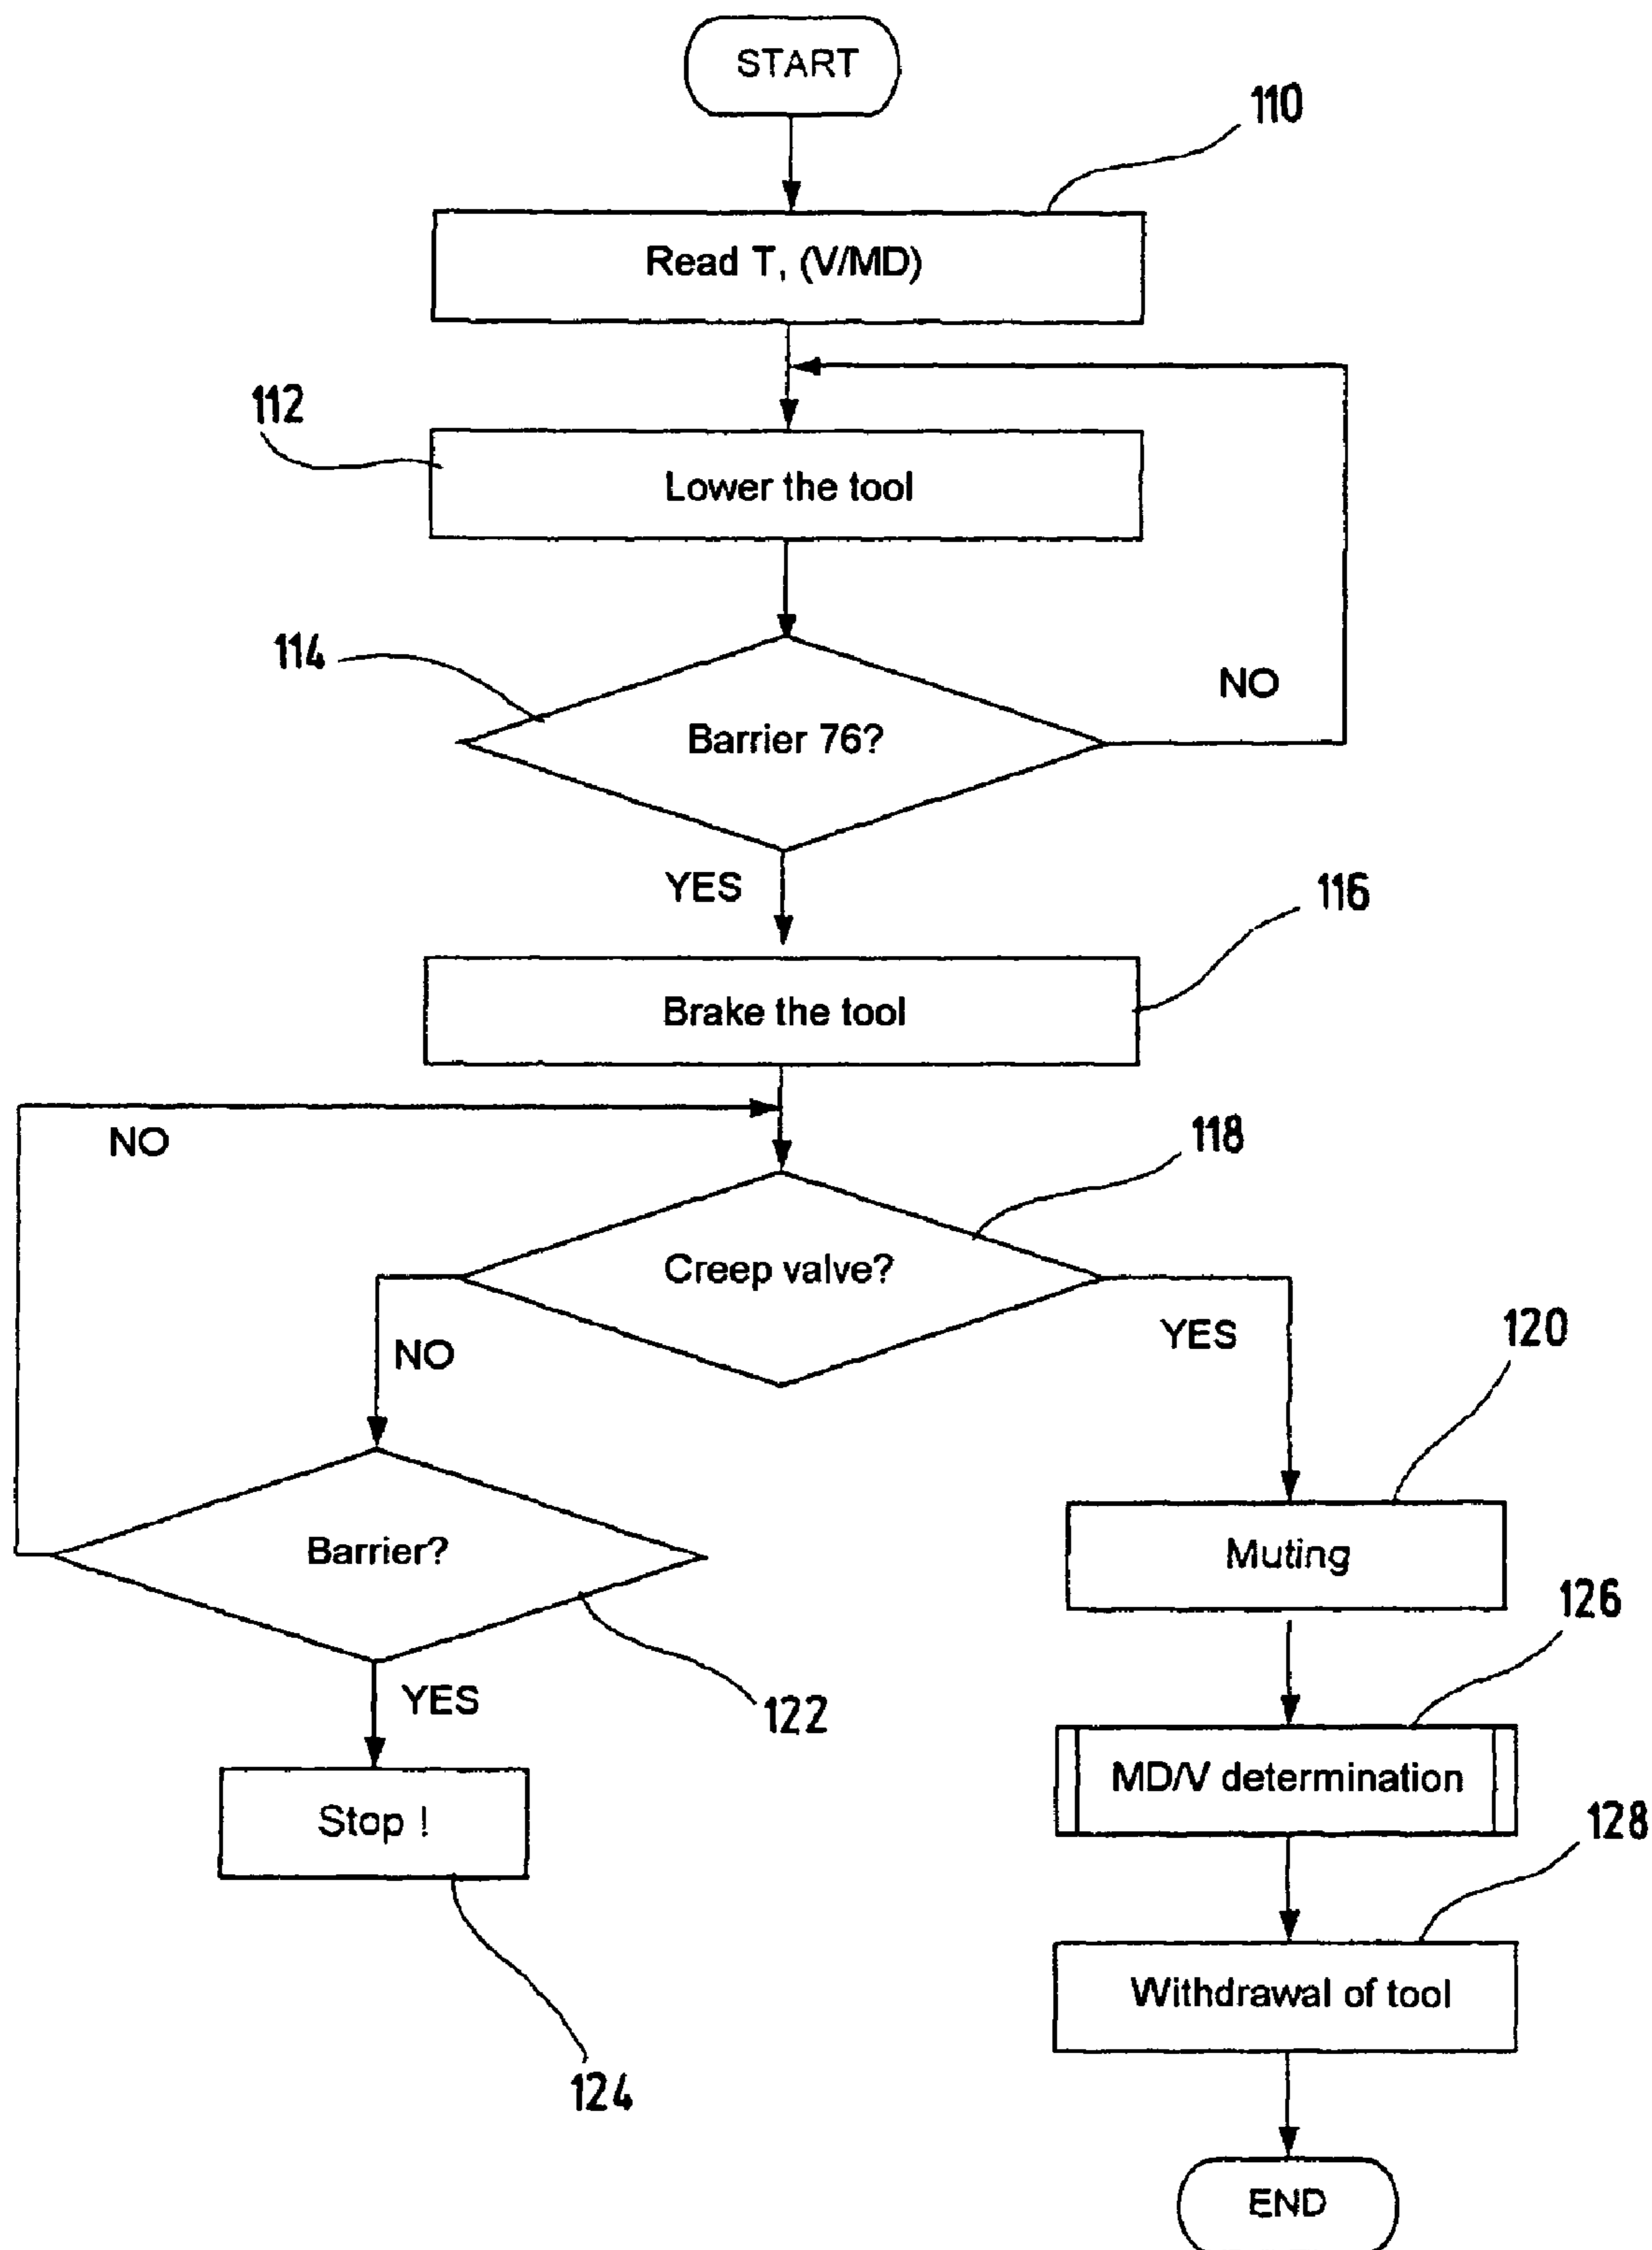 START
110
Read T, (V/MD)
112
Lower the tool
114
NO
Barrier 76?
YES
116
Brake the tool
NO
118
Creep valve?
NO
YES
120
Barrier?
Muting
126
YES
122
MD/V determination
Stop !
128
Withdrawal of tool
124
END